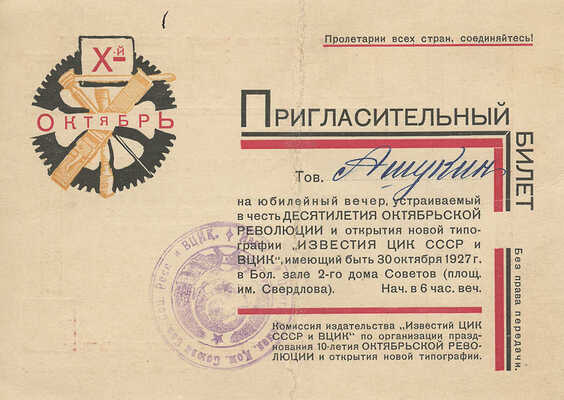 Пролетарии всех стран, соединяйтесь!
X-й
ОКТЯБРЬ
ПРИГЛАСИТЕЛЬНЫЙ
БИЛЕТ
Тов. Ашукин
на юбилейный вечер, устраиваемый
в честь ДЕСЯТИЛЕТИЯ ОКТЯБРЬСКОЙ
РЕВОЛЮЦИИ и открытия новой типо-
графии „ИЗВЕСТИЯ ЦИК СССР и
ВЦИК", имеющий быть 30 октября 1927 г.
в Бол. зале 2-го дома Советов (площ.
им. Свердлова). Нач. в 6 час. веч.
Без права передачи.
Комиссия издательства „Известий ЦИК
СССР и ВЦИК" по организации празд-
нования 10-летия ОКТЯБРЬСКОЙ РЕВО-
ЛЮЦИИ и открытия новой типографии.
и ВЦИК.